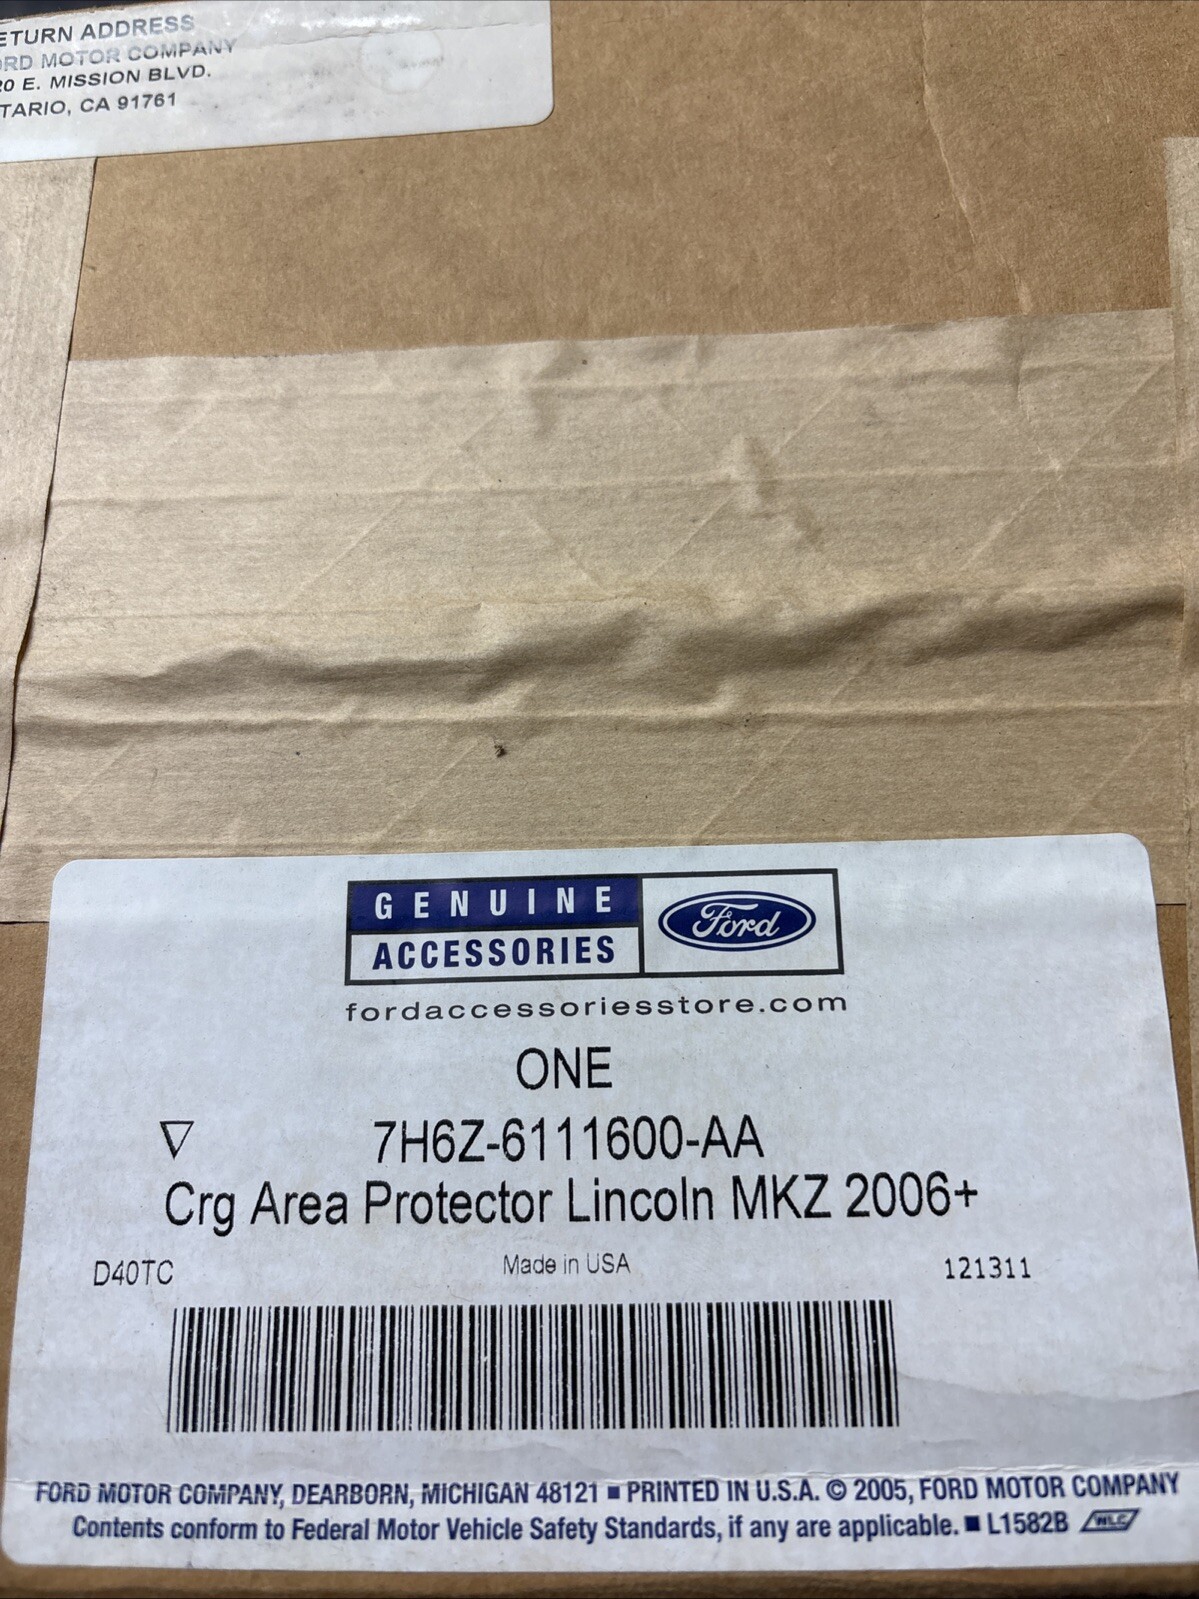 ETURN ADDRESS
ORD MOTOR COMPANY
20 E. MISSION BLVD.
TARIO, CA 91761
GENUINE
ACCESSORIES
Ford
fordaccessoriesstore.com
ONE
7H6Z-6111600-AA
Crg Area Protector Lincoln MKZ 2006+
D40TC Made in USA 121311
FORD MOTOR COMPANY, DEARBORN, MICHIGAN 48121 ■ PRINTED IN U.S.A. © 2005, FORD MOTOR COMPANY
Contents conform to Federal Motor Vehicle Safety Standards, if any are applicable. ■ L1582B WLC